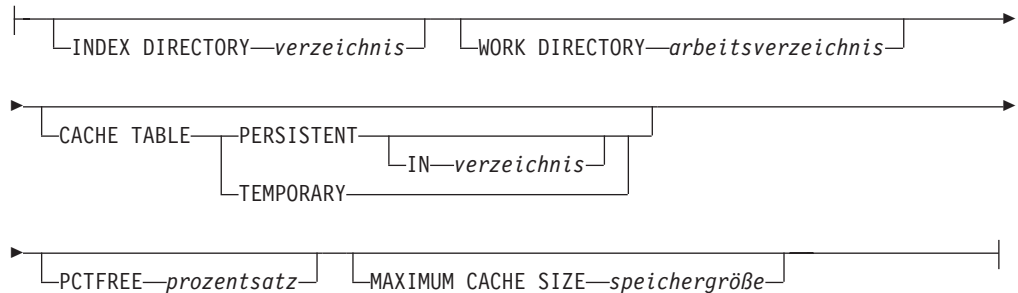 INDEX DIRECTORY verzeichnis WORK DIRECTORY arbeitsverzeichnis
CACHE TABLE PERSISTENT
IN verzeichnis
TEMPORARY
PCTFREE prozentsatz MAXIMUM CACHE SIZE speichergröße